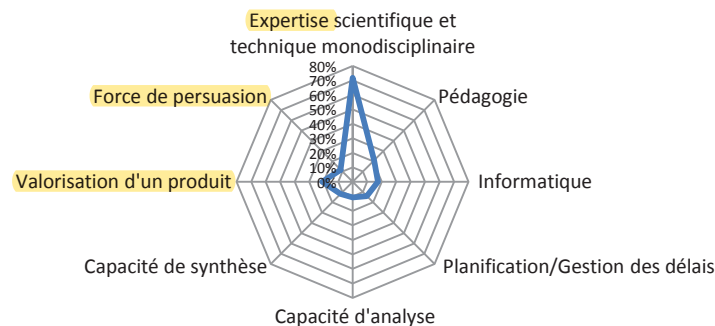 Expertise scientifique et
technique monodisciplinaire
80%
70%
60%
50%
40%
30%
20%
10%
0%
Pédagogie
Informatique
Planification/Gestion des délais
Capacité d'analyse
Capacité de synthèse
Valorisation d'un produit
Force de persuasion